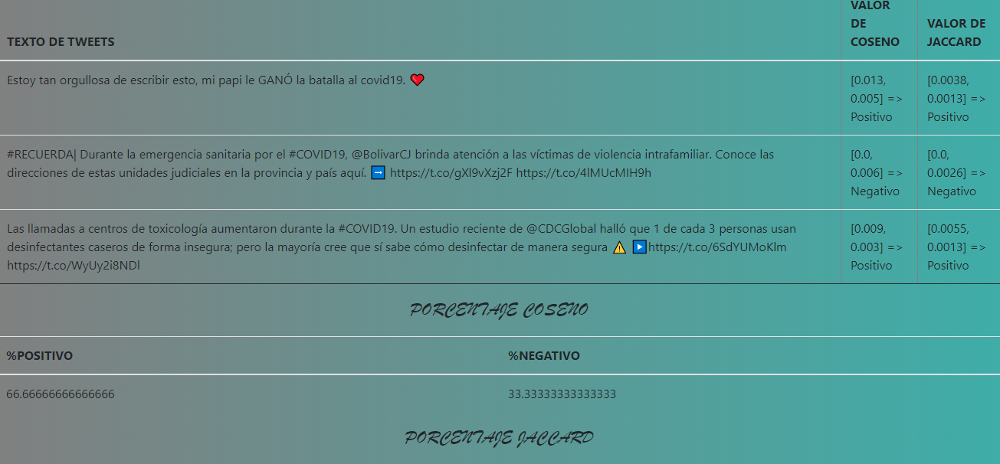 VALOR DE COSENO
TEXTO DE TWEETS
VALOR DE JACCARD
Estoy tan orgullosa de escribir esto, mi papi le GANÓ la batalla al covid19. ❤️
[0.013, 0.005] => Positivo
[0.0038, 0.0013] => Positivo
#RECUERDA| Durante la emergencia sanitaria por el #COVID19, @BolivarCJ brinda atención a las víctimas de violencia intrafamiliar. Conoce las
direcciones de estas unidades judiciales en la provincia y país aquí. ➡️ https://t.co/gXl9vXzj2F https://t.co/4lMUcMIH9h
[0.0, 0.006] => Negativo
[0.0, 0.0026] => Negativo
Las llamadas a centros de toxicología aumentaron durante la #COVID19. Un estudio reciente de @CDCGlobal halló que 1 de cada 3 personas usan
desinfectantes caseros de forma insegura; pero la mayoría cree que sí sabe cómo desinfectar de manera segura ⚠️ ▶️https://t.co/6SdYUMoKlm
https://t.co/WyUy2i8NDl
[0.009, 0.003] => Positivo
[0.0055, 0.0013] => Positivo
PORCENTAJE COSENO
%POSITIVO %NEGATIVO
66.66666666666666 33.33333333333333
PORCENTAJE JACCARD